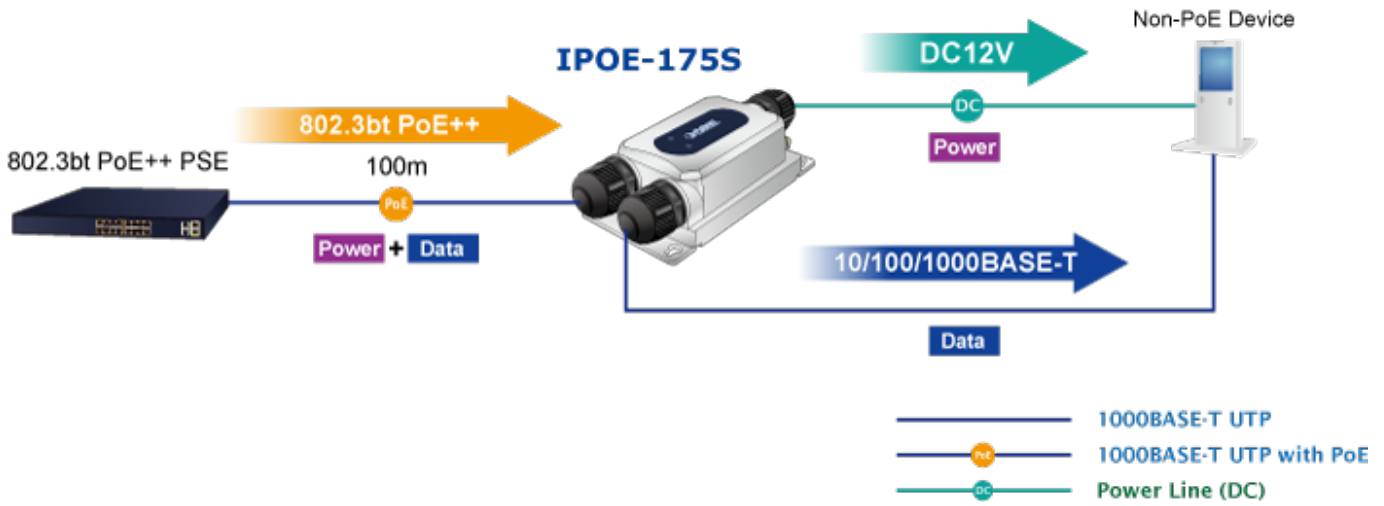 Non-PoE Device
IPOE-175S
DC12V
802.3bt PoE++
DC
Power
802.3bt PoE++ PSE
100m
PoE
Power + Data
10/100/1000BASE-T
Data
1000BASE-T UTP
PoE
1000BASE-T UTP with PoE
DC
Power Line (DC)